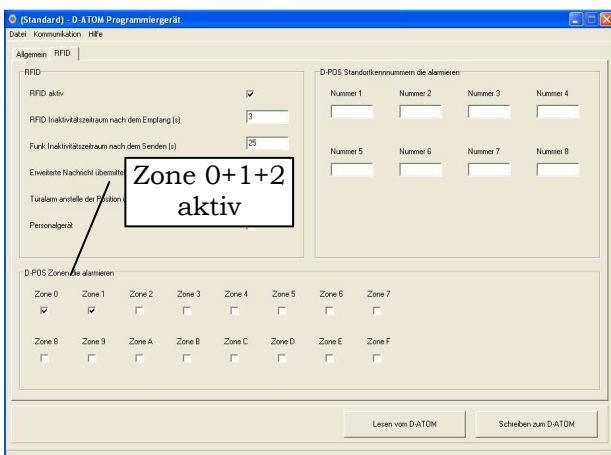 (Standard) - D-ATOM Programmiergerät
Datei Kommunikation Hilfe
Allgemein RFID
RFID
RFID aktiv
RFID Inaktivitätszeitraum nach dem Empfang (s) 3
Funk Inaktivitätszeitraum nach dem Senden (s) 25
Erweiterte Nachricht übermitte
Türalarm anstelle der Position
Personalgerät
Zone 0+1+2
aktiv
D-POS Standortkennnummern die alarmieren
Nummer 1 Nummer 2 Nummer 3 Nummer 4
Nummer 5 Nummer 6 Nummer 7 Nummer 8
D-POS Zonen die alarmieren
Zone 0 Zone 1 Zone 2 Zone 3 Zone 4 Zone 5 Zone 6 Zone 7
Zone 8 Zone 9 Zone A Zone B Zone C Zone D Zone E Zone F
Lesen vom D-ATOM Schreiben zum D-ATOM